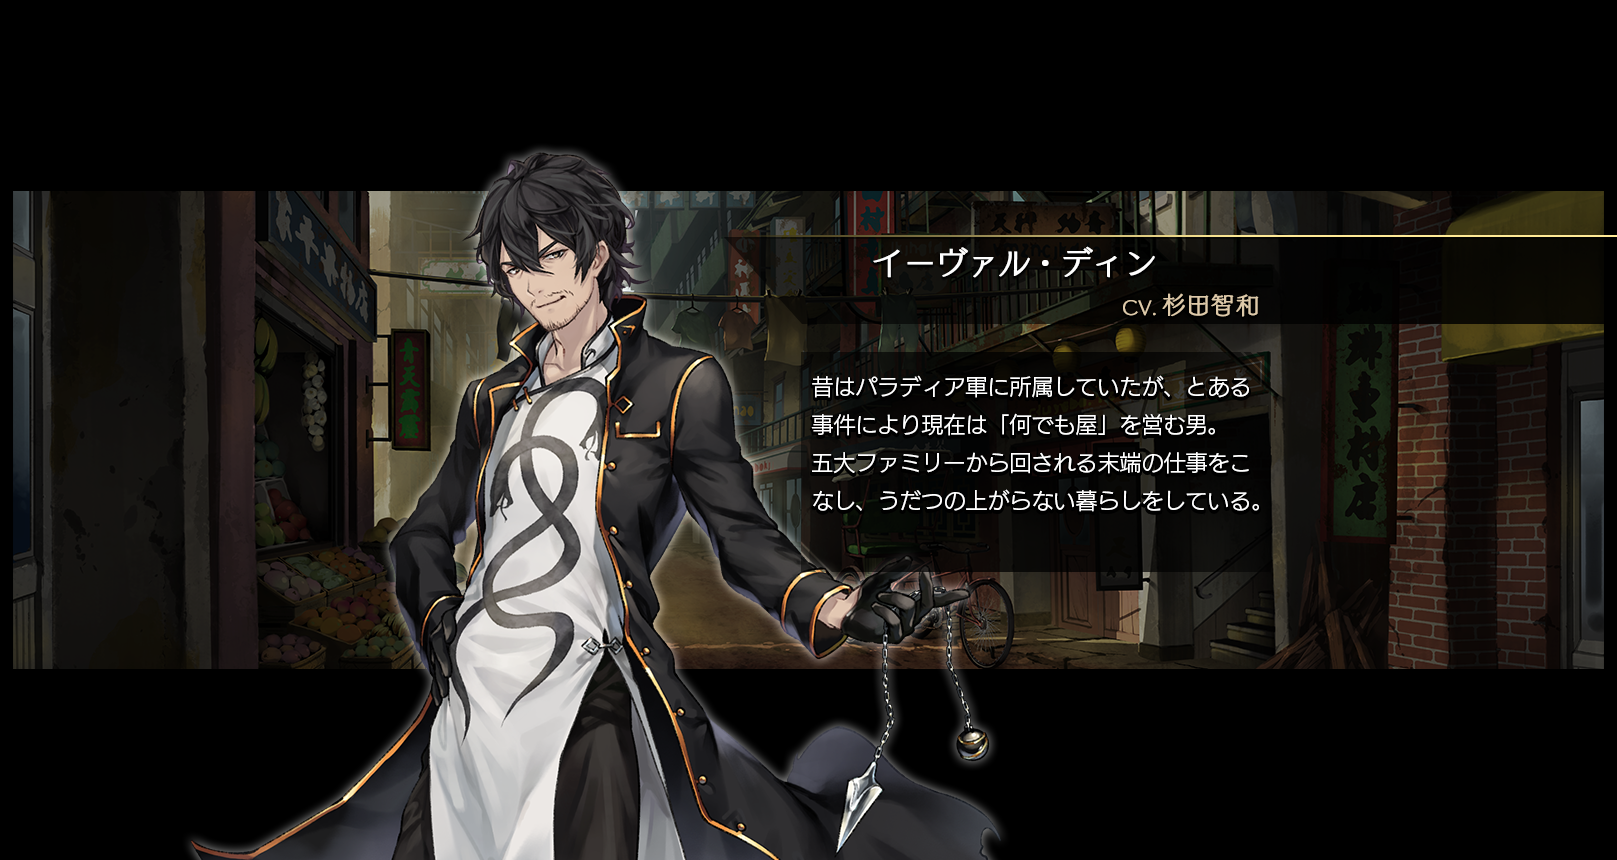 イーヴァル・ディン
CV. 杉田智和
昔はパラディア軍に所属していたが、とある
事件により現在は「何でも屋」を営む男。
五大ファミリーから回される末端の仕事をこ
なし、うだつの上がらない暮らしをしている。